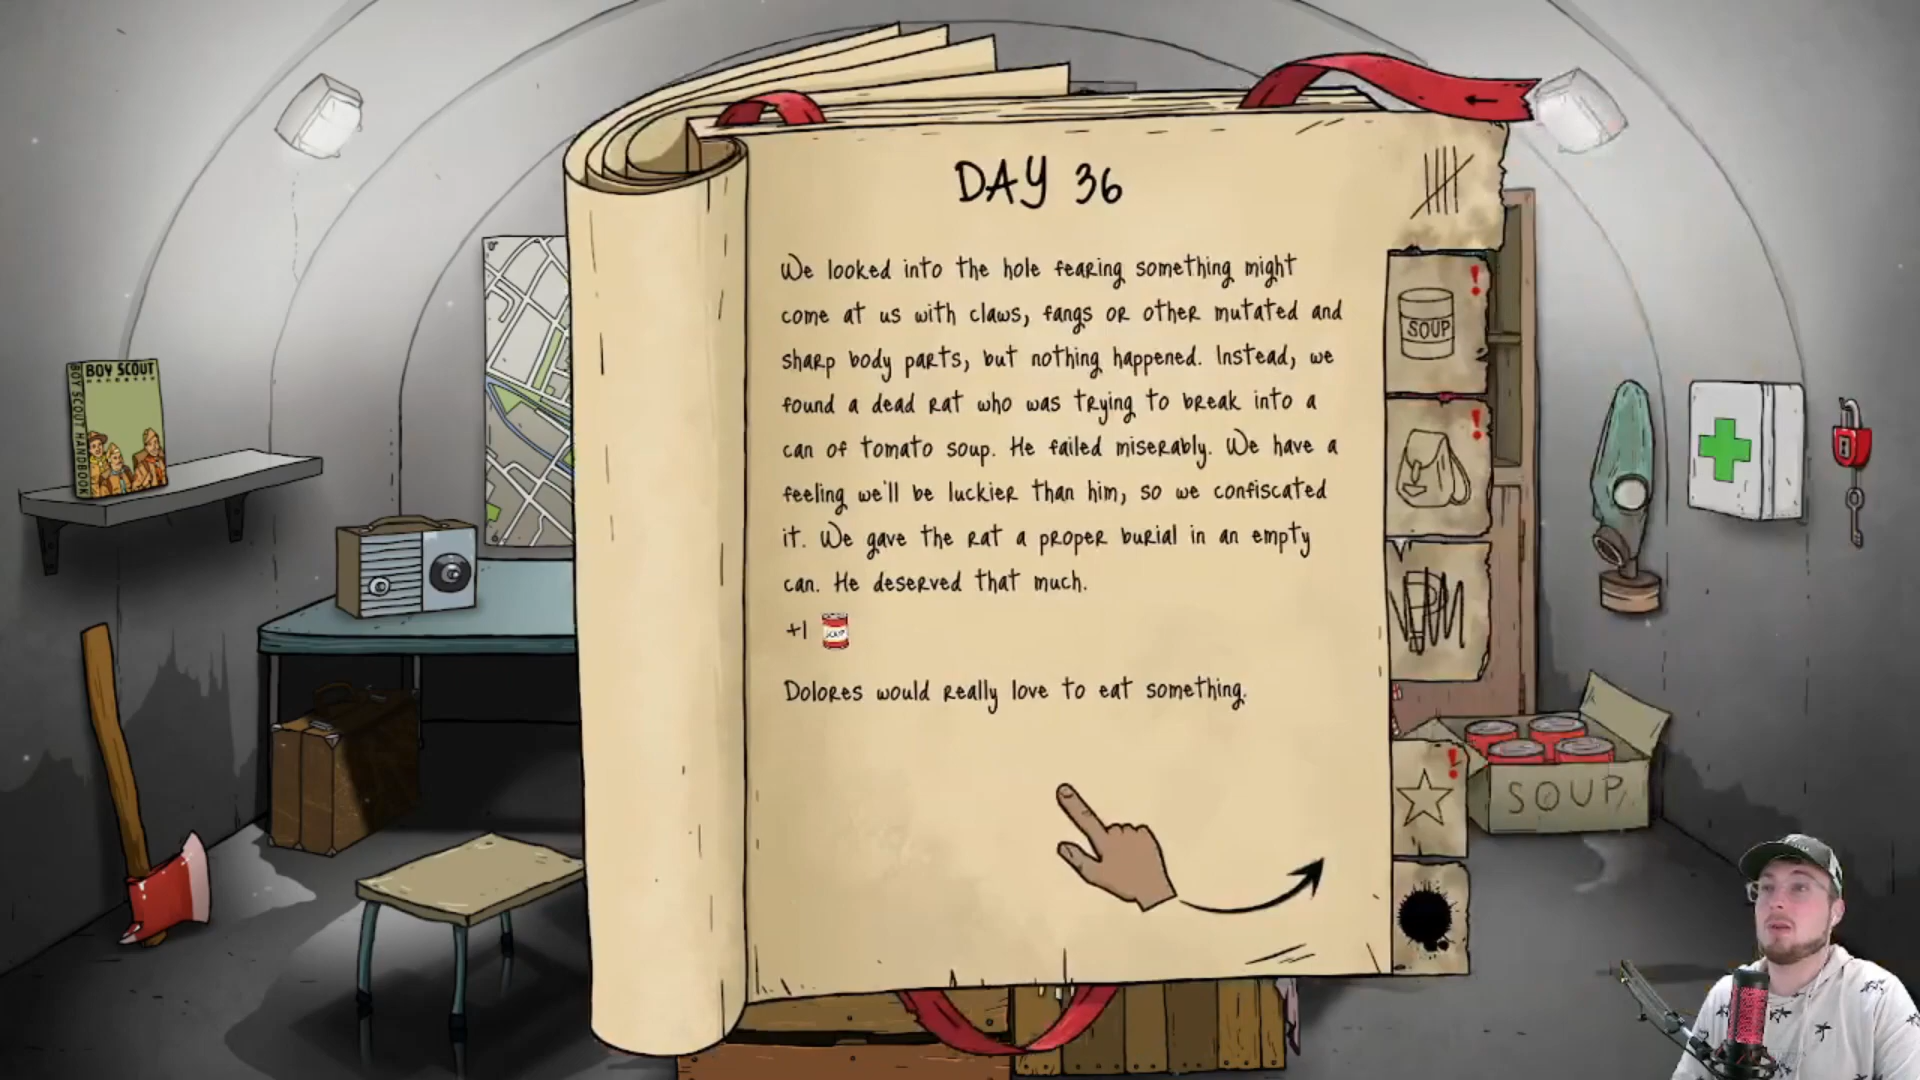 DAY 36
We looked into the hole fearing something might
come at us with claws, fangs or other mutated and
sharp body parts, but nothing happened. Instead, we
found a dead rat who was trying to break into a
can of tomato soup. He failed miserably. We have a
feeling we'll be luckier than him, so we confiscated
it. We gave the rat a proper burial in an empty
can. He deserved that much.
+1 SOUP
Dolores would really love to eat something.
SOUP
!
!
!
SOUP
BOY SCOUT
BOY SCOUT HANDBOOK